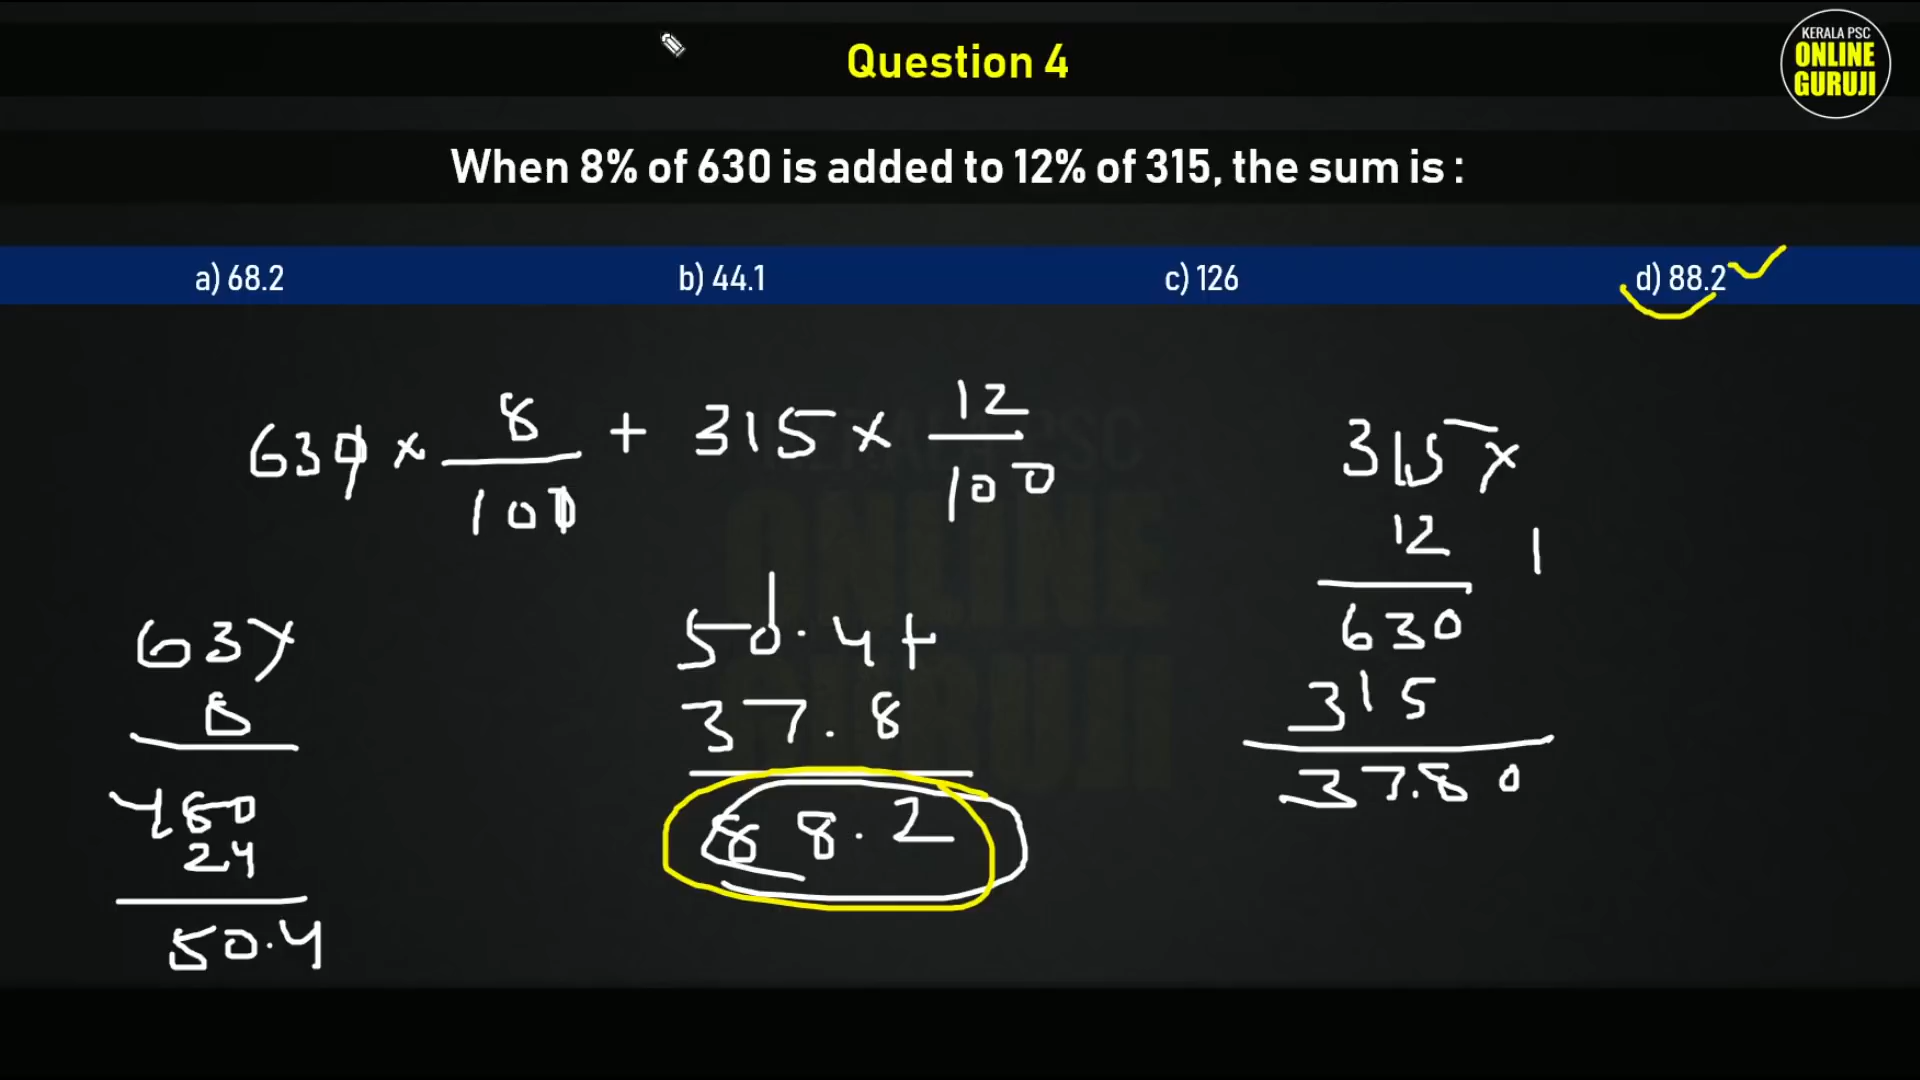 KERALA PSC
ONLINE
GURUJI
Question 4
When 8% of 630 is added to 12% of 315, the sum is :
a) 68.2
b) 44.1
c) 126
d) 88.2
630 × 8/100 + 315 × 12/100
63×
8
480
24
50.4
50.4+
37.8
88.2
315×
12 1
630
315
37.80